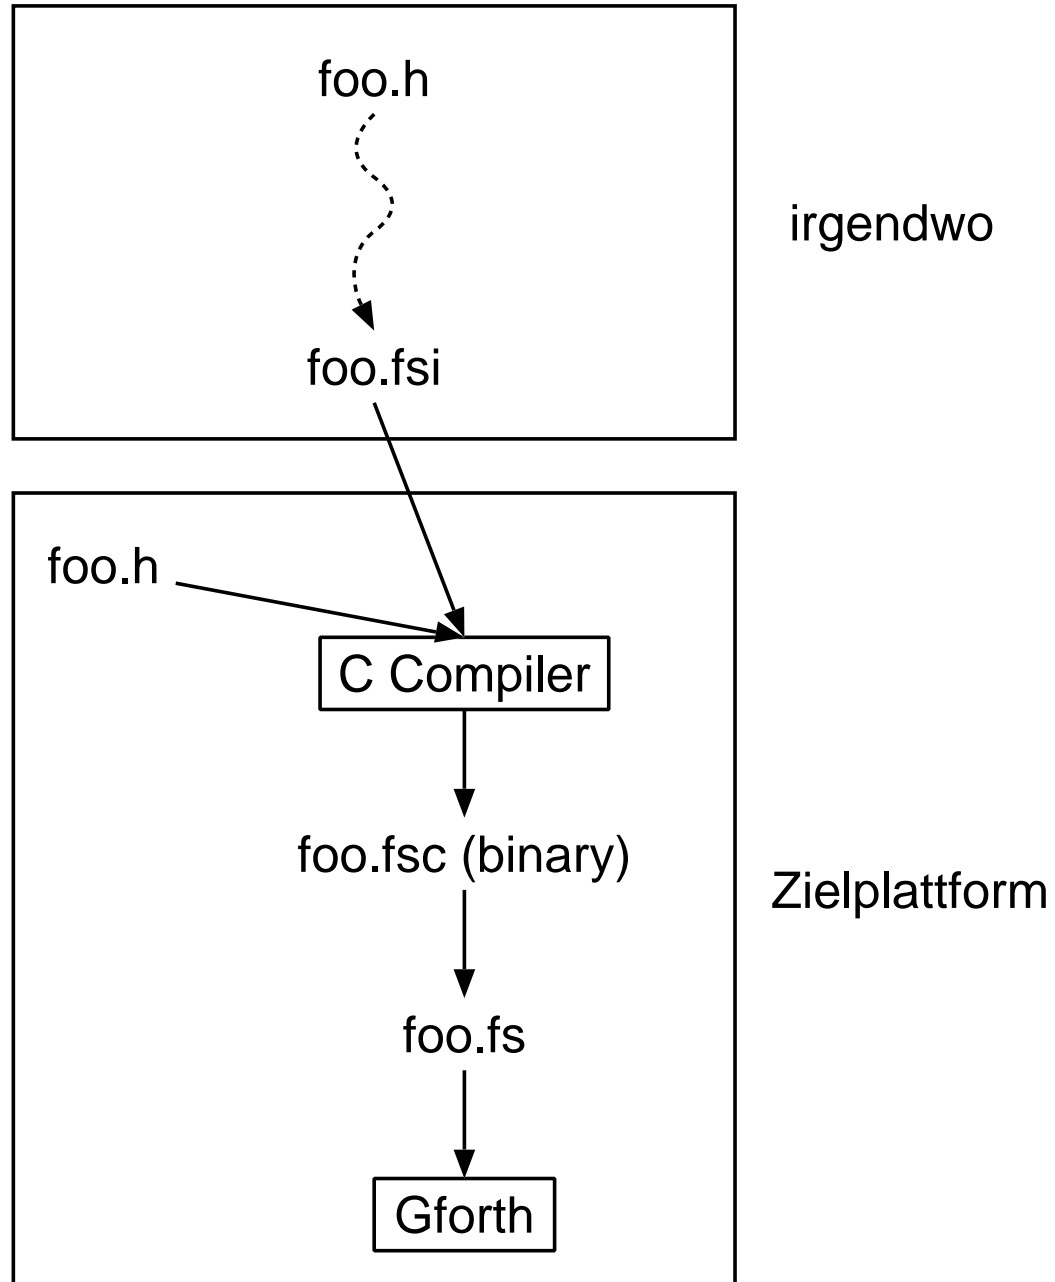 foo.h
irgendwo
foo.fsi
foo.h
C Compiler
foo.fsc (binary)
Zielplattform
foo.fs
Gforth